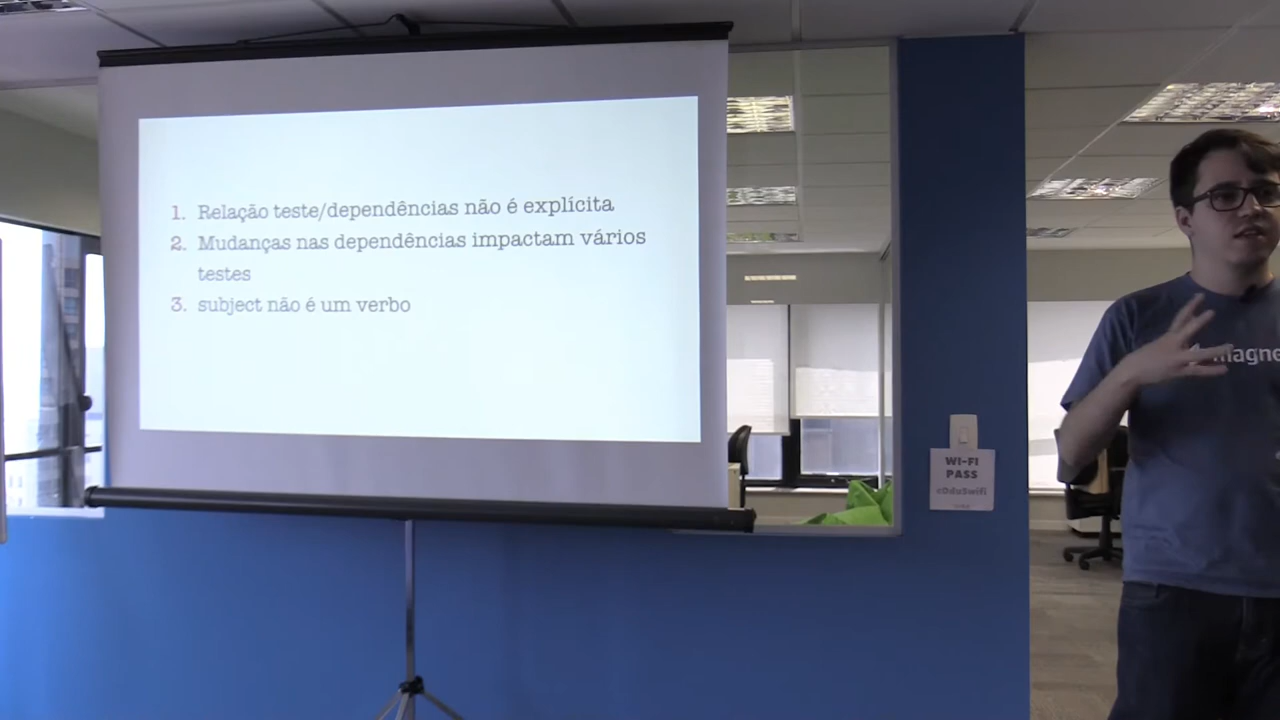 1. Relação teste/dependências não é explícita
2. Mudanças nas dependências impactam vários
testes
3. subject não é um verbo
magne
WI-FI
PASS